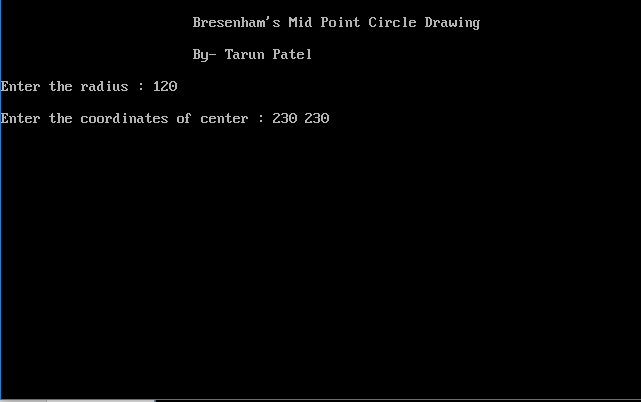 Bresenham's Mid Point Circle Drawing
By- Tarun Patel
Enter the radius : 120
Enter the coordinates of center : 230 230